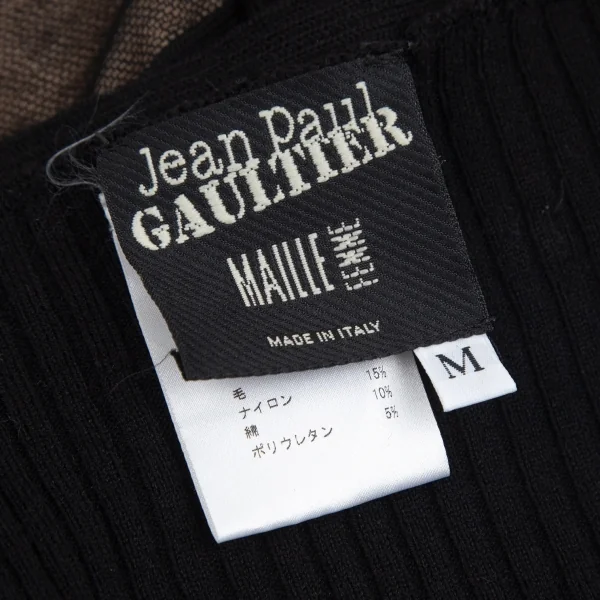 Jean Paul
GAULTIER
MAILLE FEMME
MADE IN ITALY
M
毛 15%
ナイロン 10%
綿 5%
ポリウレタン